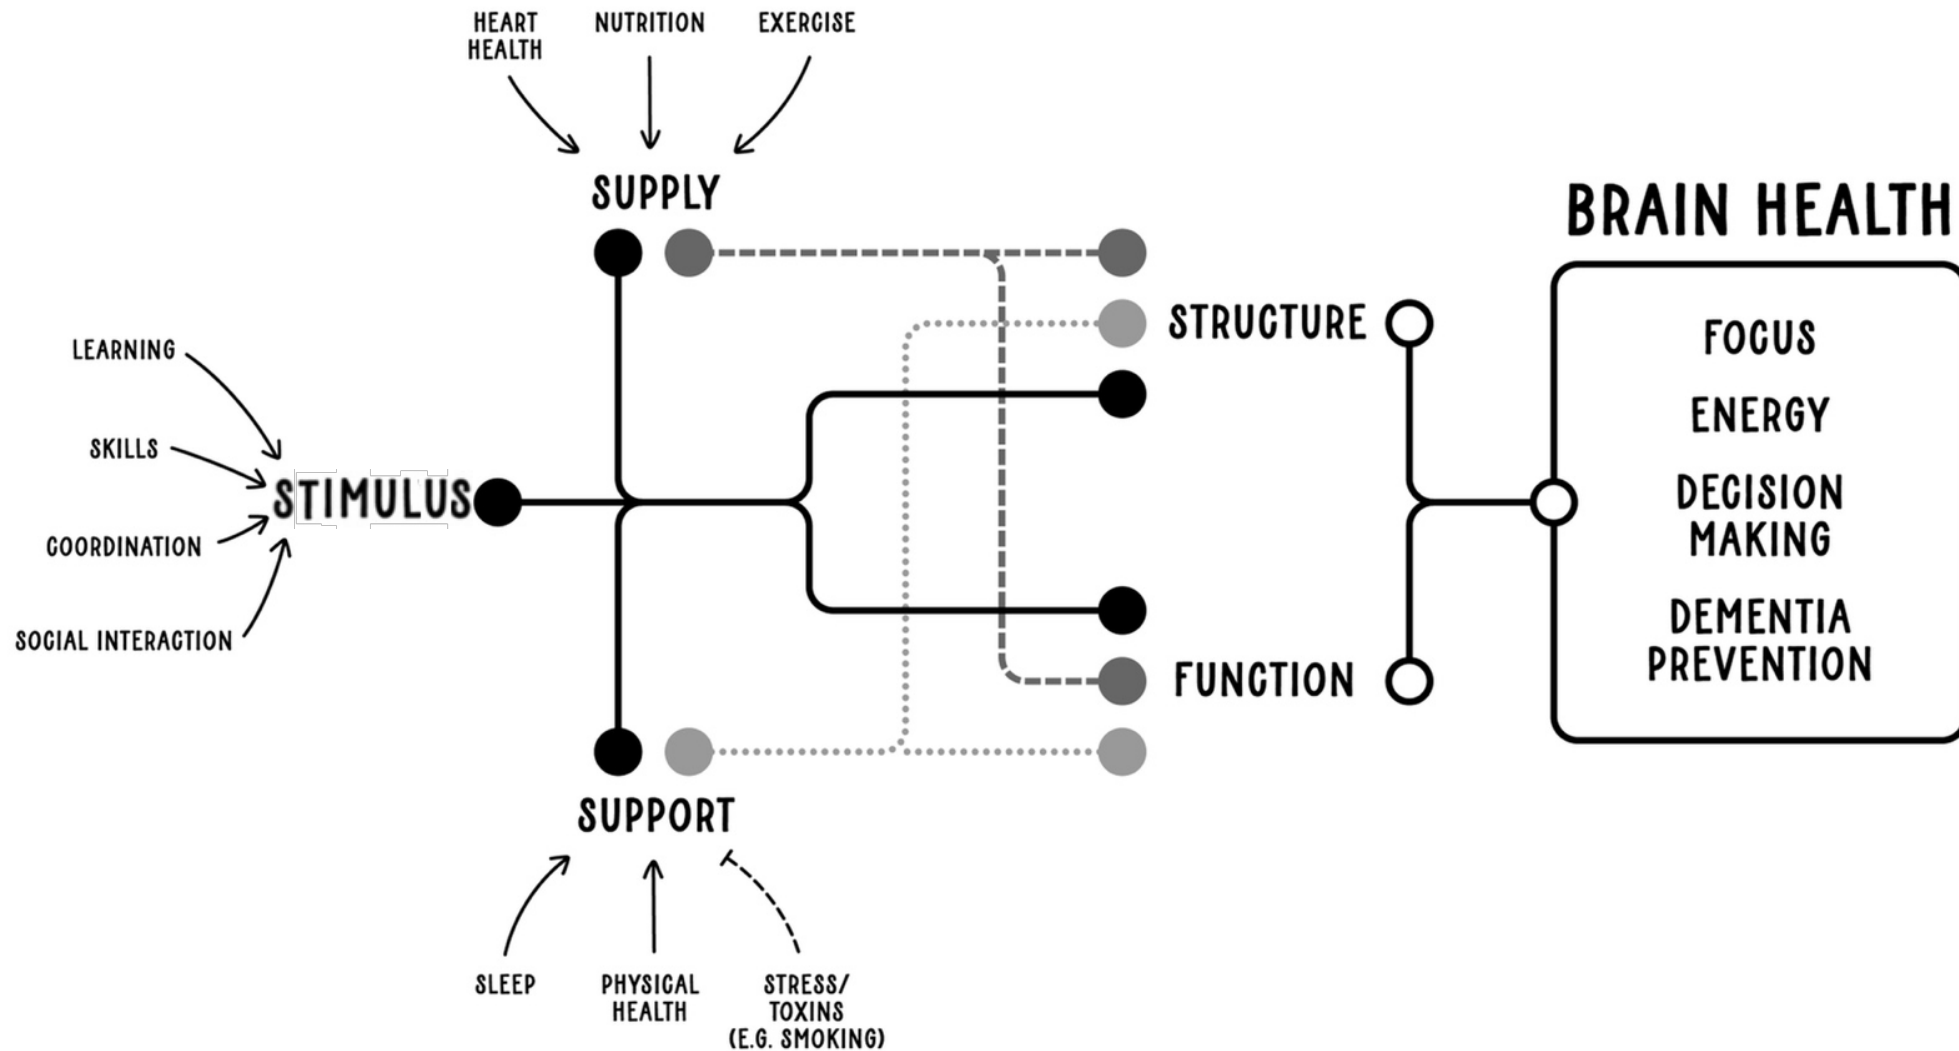 HEART
HEALTH
NUTRITION
EXERCISE
SUPPLY
BRAIN HEALTH
LEARNING
SKILLS
STIMULUS
COORDINATION
SOCIAL INTERACTION
STRUCTURE
FUNCTION
FOCUS
ENERGY
DECISION
MAKING
DEMENTIA
PREVENTION
SUPPORT
SLEEP
PHYSICAL
HEALTH
STRESS/
TOXINS
(E.G. SMOKING)